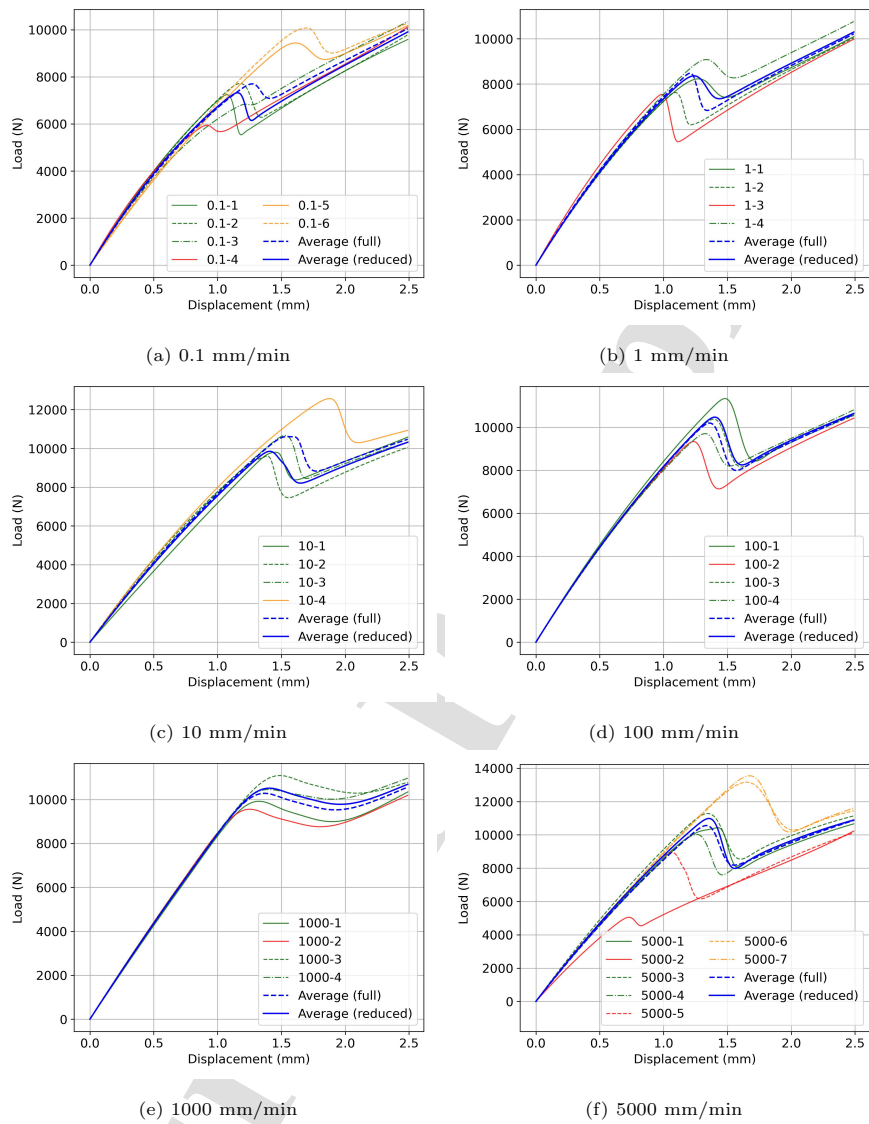 10000
8000
6000
4000
2000
0
Load (N)
0.0 0.5 1.0 1.5 2.0 2.5
Displacement (mm)
0.1-1
0.1-2
0.1-3
0.1-4
0.1-5
0.1-6
Average (full)
Average (reduced)
(a) 0.1 mm/min
10000
8000
6000
4000
2000
0
Load (N)
0.0 0.5 1.0 1.5 2.0 2.5
Displacement (mm)
1-1
1-2
1-3
1-4
Average (full)
Average (reduced)
(b) 1 mm/min
12000
10000
8000
6000
4000
2000
0
Load (N)
0.0 0.5 1.0 1.5 2.0 2.5
Displacement (mm)
10-1
10-2
10-3
10-4
Average (full)
Average (reduced)
(c) 10 mm/min
10000
8000
6000
4000
2000
0
Load (N)
0.0 0.5 1.0 1.5 2.0 2.5
Displacement (mm)
100-1
100-2
100-3
100-4
Average (full)
Average (reduced)
(d) 100 mm/min
10000
8000
6000
4000
2000
0
Load (N)
0.0 0.5 1.0 1.5 2.0 2.5
Displacement (mm)
1000-1
1000-2
1000-3
1000-4
Average (full)
Average (reduced)
(e) 1000 mm/min
14000
12000
10000
8000
6000
4000
2000
0
Load (N)
0.0 0.5 1.0 1.5 2.0 2.5
Displacement (mm)
5000-1
5000-2
5000-3
5000-4
5000-5
5000-6
5000-7
Average (full)
Average (reduced)
(f) 5000 mm/min